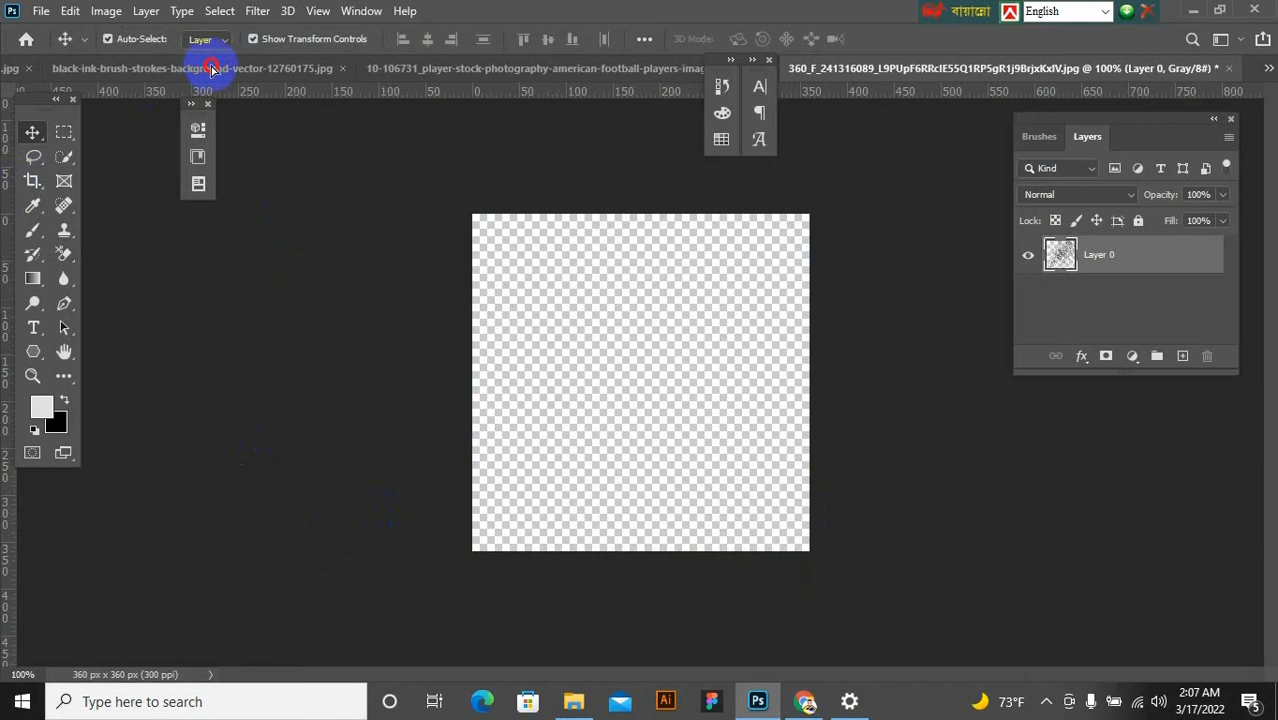 Ps File Edit Image Layer Type Select Filter 3D View Window Help
বায়ান্নো English
Auto-Select: Layer Show Transform Controls 3D Mode:
.jpg × black-ink-brush-strokes-background-vector-12760175.jpg × 10-106731_player-stock-photography-american-football-players-imag 360_F_241316089_L9PUpF6RRcIE55Q1RP5gR1j9BrjxKxlV.jpg @ 100% (Layer 0, Gray/8#) * ×
400 350 300 250 200 150 100 50 0 50 100 150 200 350 400 450 500 550 600 650 700 750 800
Brushes Layers
Kind
Normal Opacity: 100%
Lock: Fill: 100%
Layer 0
100% 360 px x 360 px (300 ppi)
Type here to search
Ai Ps
73°F
2:07 AM
3/17/2022
5